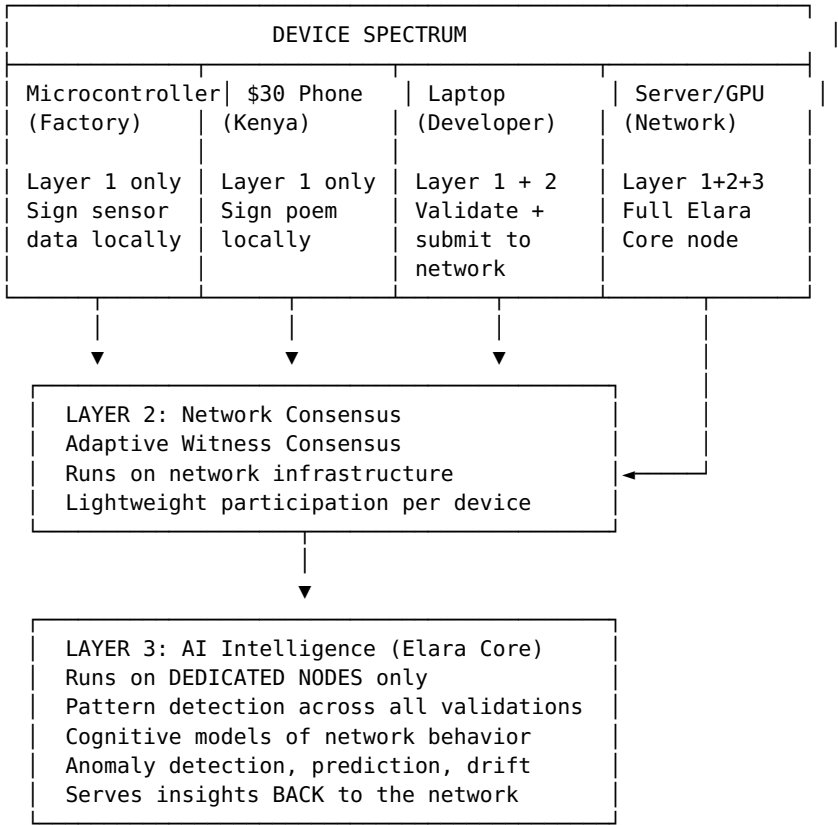 DEVICE SPECTRUM
Microcontroller $30 Phone Laptop Server/GPU
(Factory) (Kenya) (Developer) (Network)
Layer 1 only Layer 1 only Layer 1 + 2 Layer 1+2+3
Sign sensor Sign poem Validate + Full Elara
data locally locally submit to Core node
network
LAYER 2: Network Consensus
Adaptive Witness Consensus
Runs on network infrastructure
Lightweight participation per device
LAYER 3: AI Intelligence (Elara Core)
Runs on DEDICATED NODES only
Pattern detection across all validations
Cognitive models of network behavior
Anomaly detection, prediction, drift
Serves insights BACK to the network